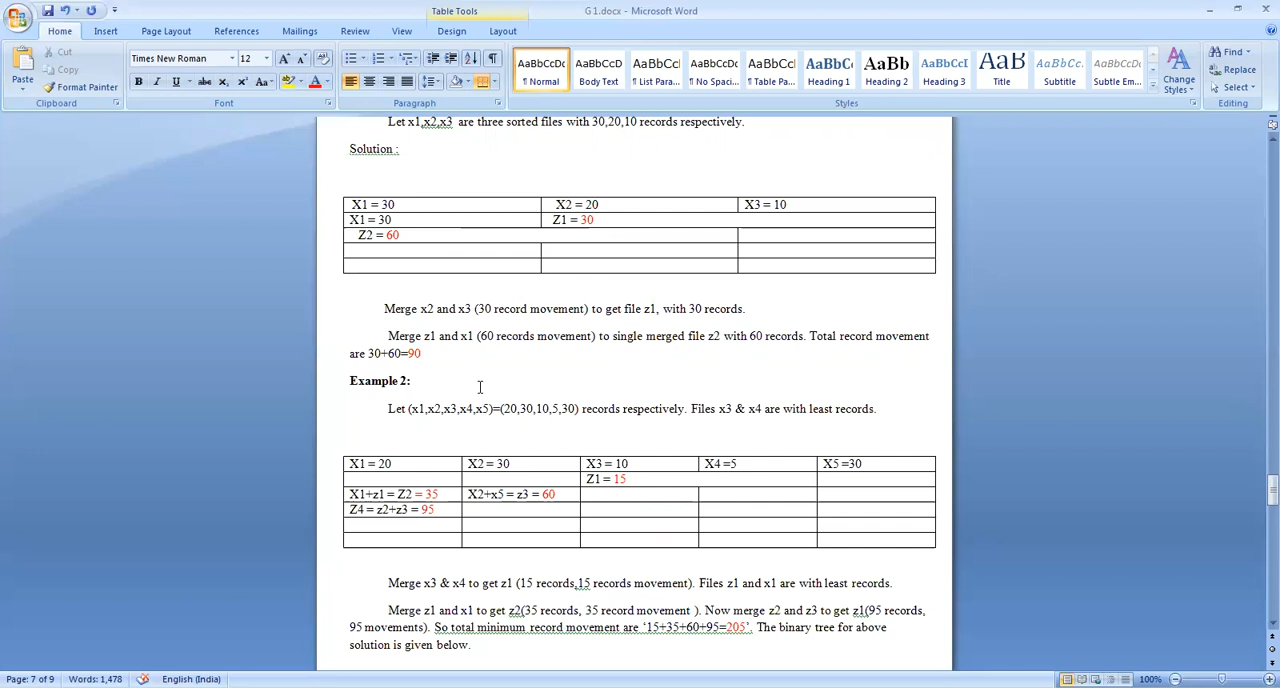 Table Tools
G 1.docx - Microsoft Word
Home Insert Page Layout References Mailings Review View Design Layout
Cut
Copy
Format Painter
Paste
Clipboard
Times New Roman 12
Font
Paragraph
AaBbCcDc AaBbCcDc AaBbCcI AaBbCcDc AaBbCcI AaBbC AaBb AaBbCcI AaBb AaBbCc. AaBbCcDc
¶ Normal Body Text ¶ List Para... ¶ No Spaci... ¶ Table Pa... Heading 1 Heading 2 Heading 3 Title Subtitle Subtle Em...
Change Styles
Styles
Find
Replace
Select
Editing
Let x1,x2,x3 are three sorted files with 30,20,10 records respectively.
Solution :
X1 = 30 X2 = 20 X3 = 10
X1 = 30 Z1 = 30
Z2 = 60
Merge x2 and x3 (30 record movement) to get file z1, with 30 records.
Merge z1 and x1 (60 records movement) to single merged file z2 with 60 records. Total record movement
are 30+60=90
Example 2:
Let (x1,x2,x3,x4,x5)=(20,30,10,5,30) records respectively. Files x3 & x4 are with least records.
X1 = 20 X2 = 30 X3 = 10 X4 =5 X5 =30
Z1 = 15
X1+z1 = Z2 = 35 X2+x5 = z3 = 60
Z4 = z2+z3 = 95
Merge x3 & x4 to get z1 (15 records,15 records movement). Files z1 and x1 are with least records.
Merge z1 and x1 to get z2(35 records, 35 record movement ). Now merge z2 and z3 to get z1(95 records,
95 movements). So total minimum record movement are ‘15+35+60+95=205’. The binary tree for above
solution is given below.
Page: 7 of 9 Words: 1,478 English (India) 100%